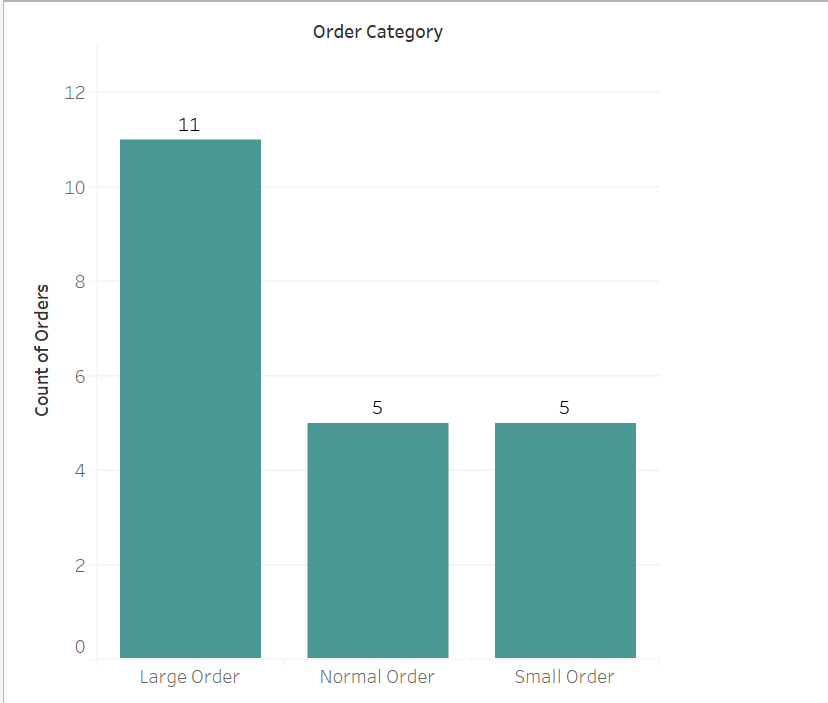 Order Category
12
11
10
8
6
5
5
4
2
0
Count of Orders
Large Order
Normal Order
Small Order